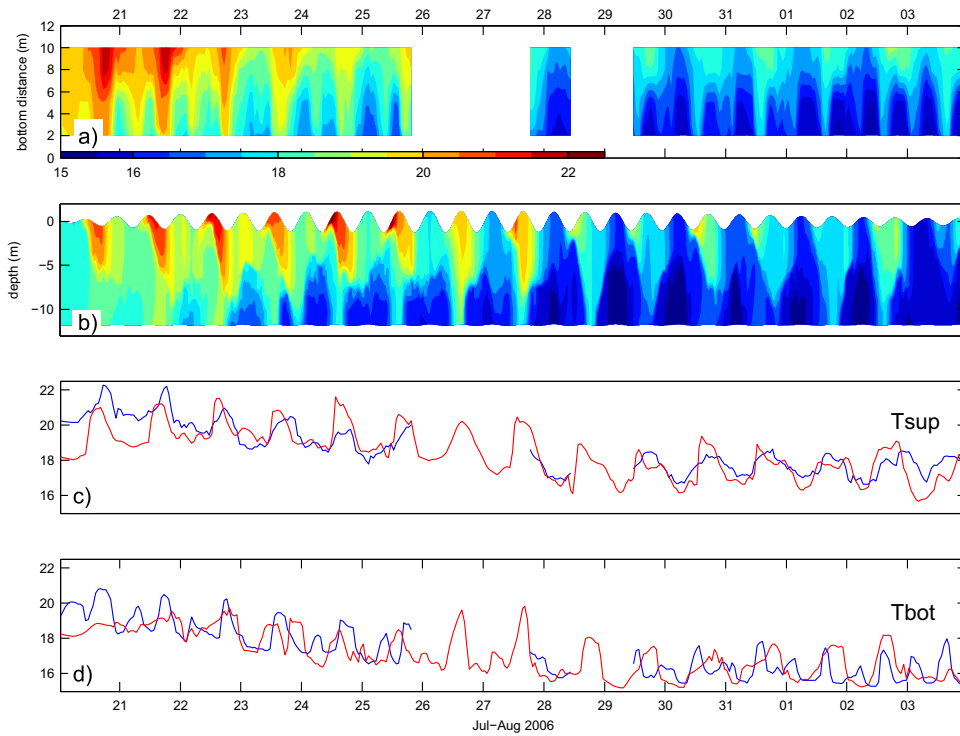 21 22 23 24 25 26 27 28 29 30 31 01 02 03
12
10
8
6
4
2
0
bottom distance (m)
a)
15 16 18 20 22
0
−5
−10
depth (m)
b)
22
20
18
16
Tsup
c)
22
20
18
16
Tbot
d)
21 22 23 24 25 26 27 28 29 30 31 01 02 03
Jul−Aug 2006